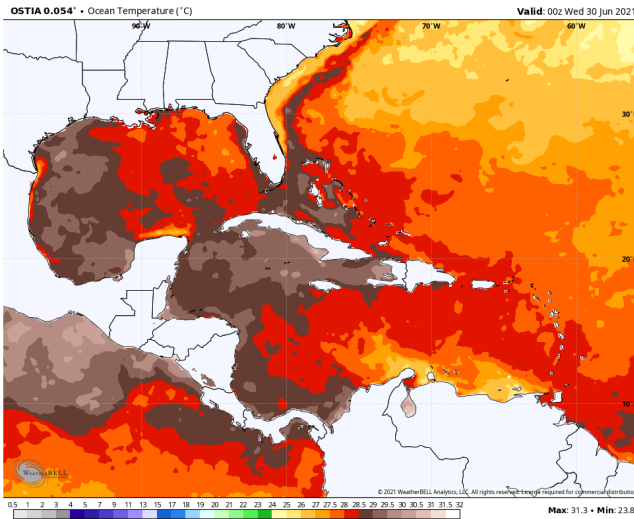 OSTIA 0.054° • Ocean Temperature (°C)
Valid: 00z Wed 30 Jun 2021
90°W 80°W 70°W 60°W
30°
20°
10°
WeatherBELL
© 2021 WeatherBELL Analytics, LLC. All rights reserved. License required for commercial distributio
0.5 1 2 3 4 5 7 9 11 13 15 16 17 18 19 20 21 22 23 24 25 26 27 27.5 28 28.5 29 29.5 30 30.5 31 31.5 32
Max: 31.3 • Min: 23.8